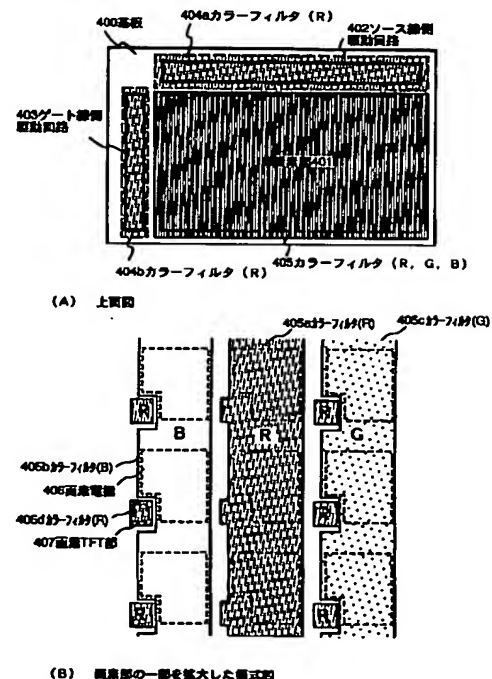 404aカラーフィルタ (R)
400基板
402ソース線側
駆動回路
403ゲート線側
駆動回路
401
404bカラーフィルタ (R)
405カラーフィルタ (R, G, B)
(A) 上面図
405aカラーフィルタ(R)
405cカラーフィルタ(G)
R
R
B
R
G
405bカラーフィルタ(B)
406画素電極
405dカラーフィルタ(R)
407画素TFT部
R
R
R
R
(B) 画素部の一部を拡大した模式図